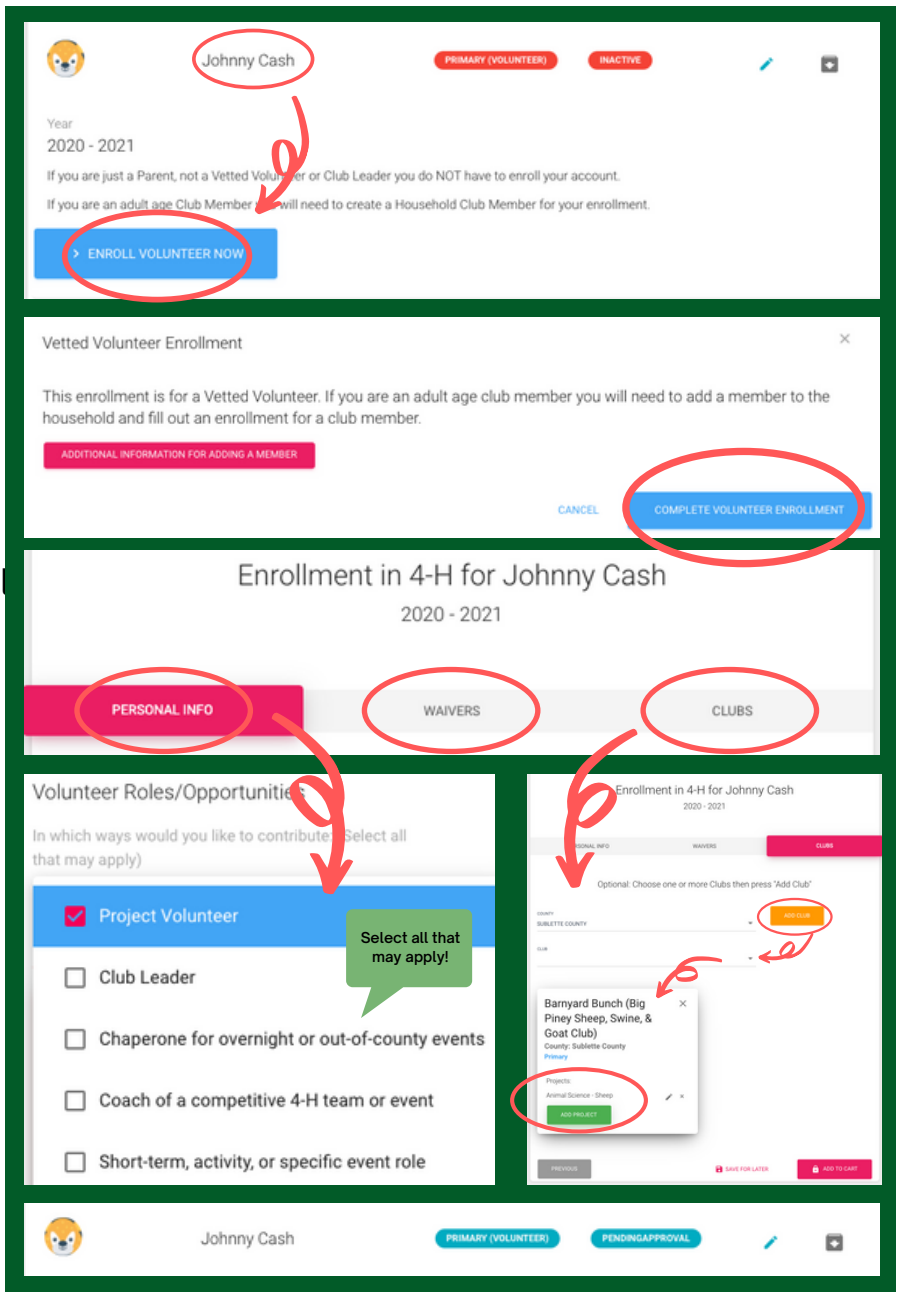 Johnny Cash
PRIMARY (VOLUNTEER)
INACTIVE
Year
2020 - 2021
If you are just a Parent, not a Vetted Volunteer or Club Leader you do NOT have to enroll your account.
If you are an adult age Club Member you will need to create a Household Club Member for your enrollment.
> ENROLL VOLUNTEER NOW
Vetted Volunteer Enrollment
×
This enrollment is for a Vetted Volunteer. If you are an adult age club member you will need to add a member to the
household and fill out an enrollment for a club member.
ADDITIONAL INFORMATION FOR ADDING A MEMBER
CANCEL
COMPLETE VOLUNTEER ENROLLMENT
Enrollment in 4-H for Johnny Cash
2020 - 2021
PERSONAL INFO
WAIVERS
CLUBS
Volunteer Roles/Opportunities
In which ways would you like to contribute: (Select all
that may apply)
Project Volunteer
Select all that
may apply!
Club Leader
Chaperone for overnight or out-of-county events
Coach of a competitive 4-H team or event
Short-term, activity, or specific event role
Enrollment in 4-H for Johnny Cash
2020 - 2021
PERSONAL INFO
WAIVERS
CLUBS
Optional: Choose one or more Clubs then press "Add Club"
COUNTY
SUBLETTE COUNTY
ADD CLUB
CLUB
Barnyard Bunch (Big
Piney Sheep, Swine, &
Goat Club)
County: Sublette County
Primary
Projects:
Animal Science - Sheep
ADD PROJECT
PREVIOUS
SAVE FOR LATER
ADD TO CART
Johnny Cash
PRIMARY (VOLUNTEER)
PENDINGAPPROVAL